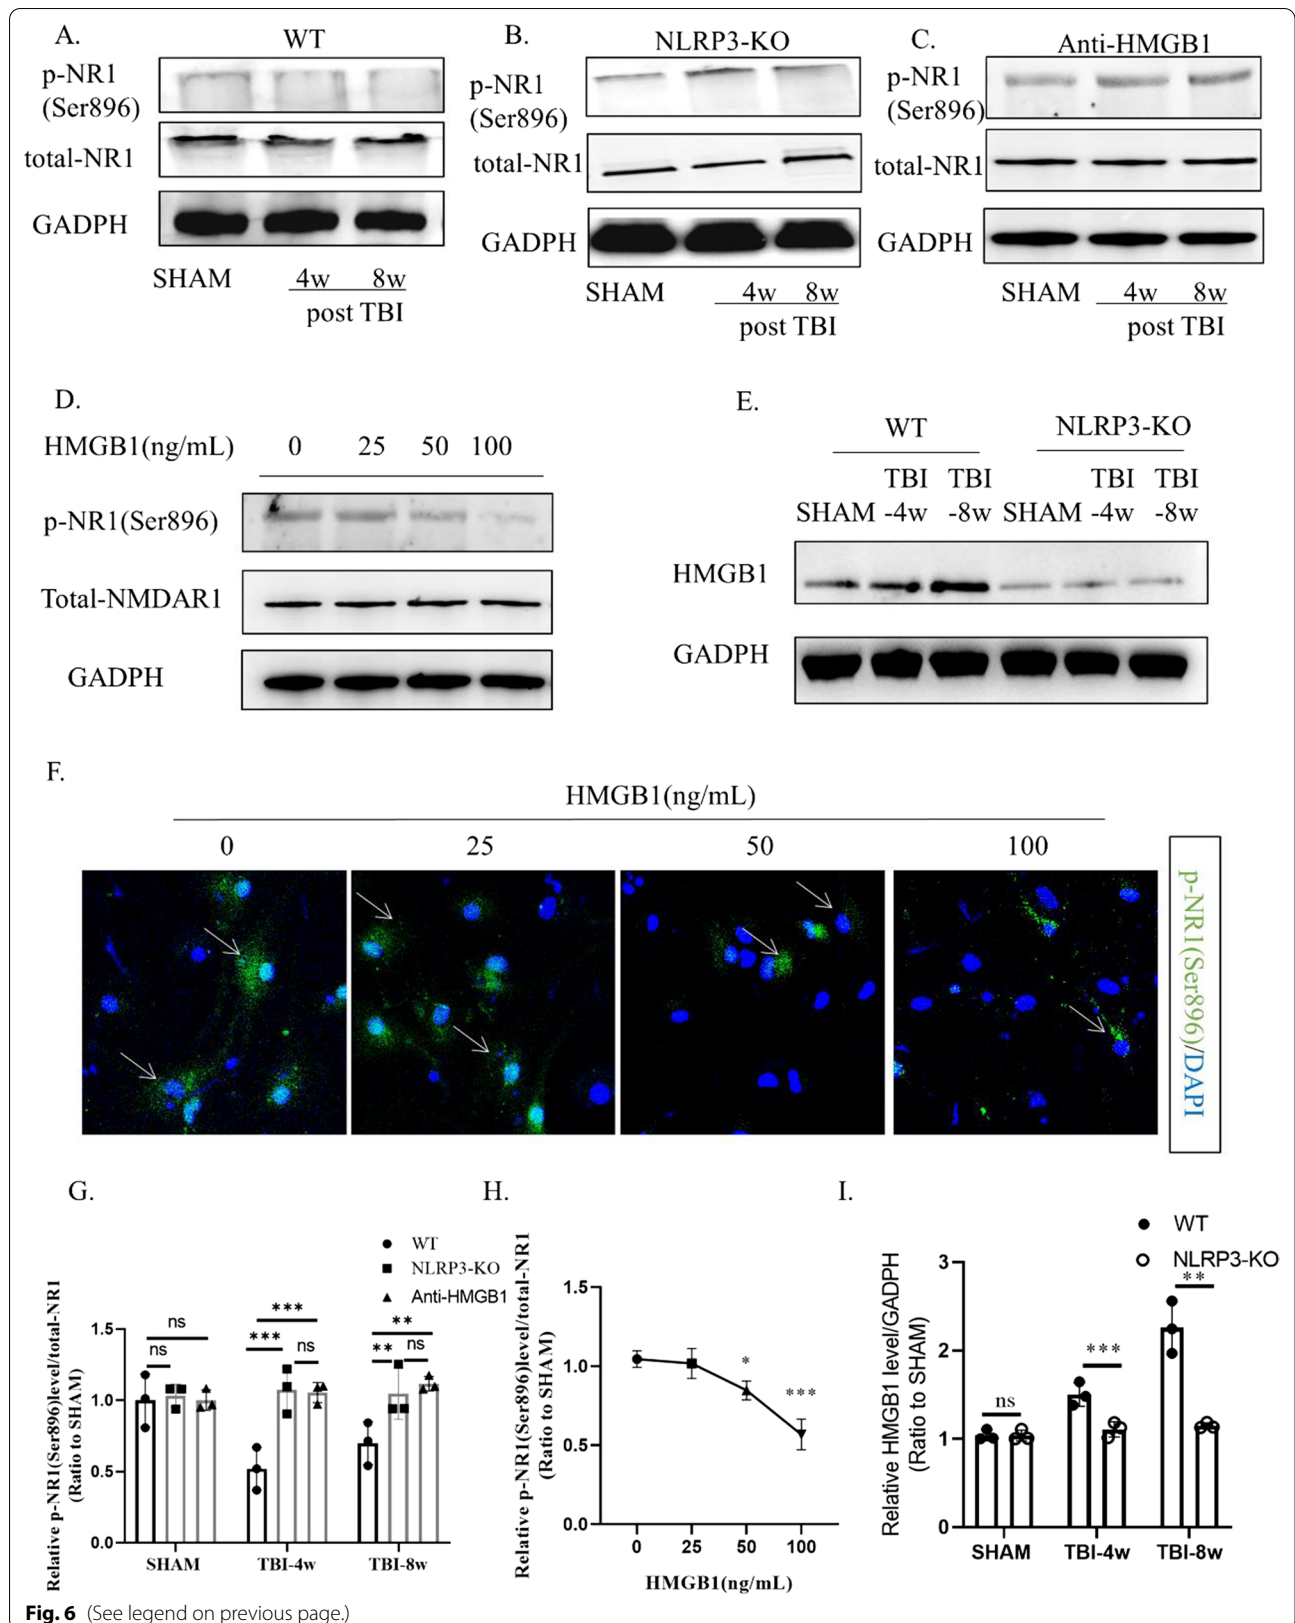 A.
WT
p-NR1
(Ser896)
total-NR1
GADPH
SHAM 4w 8w
post TBI
B.
NLRP3-KO
p-NR1
(Ser896)
total-NR1
GADPH
SHAM 4w 8w
post TBI
C.
Anti-HMGB1
p-NR1
(Ser896)
total-NR1
GADPH
SHAM 4w 8w
post TBI
D.
HMGB1(ng/mL) 0 25 50 100
p-NR1(Ser896)
Total-NMDAR1
GADPH
E.
WT NLRP3-KO
TBI TBI TBI TBI
SHAM -4w -8w SHAM -4w -8w
HMGB1
GADPH
F.
HMGB1(ng/mL)
0 25 50 100
p-NR1(Ser896)/DAPI
G.
WT
NLRP3-KO
Anti-HMGB1
Relative p-NR1(Ser896)level/total-NR1
(Ratio to SHAM)
1.5
1.0
0.5
0.0
ns
ns
***
***
ns
**
**
ns
SHAM TBI-4w TBI-8w
H.
Relative p-NR1(Ser896)level/total-NR1
(Ratio to SHAM)
1.5
1.0
0.5
0.0
*
***
0 25 50 100
HMGB1(ng/mL)
I.
WT
NLRP3-KO
Relative HMGB1 level/GADPH
(Ratio to SHAM)
3
2
1
0
ns
***
**
SHAM TBI-4w TBI-8w
Fig. 6 (See legend on previous page.)